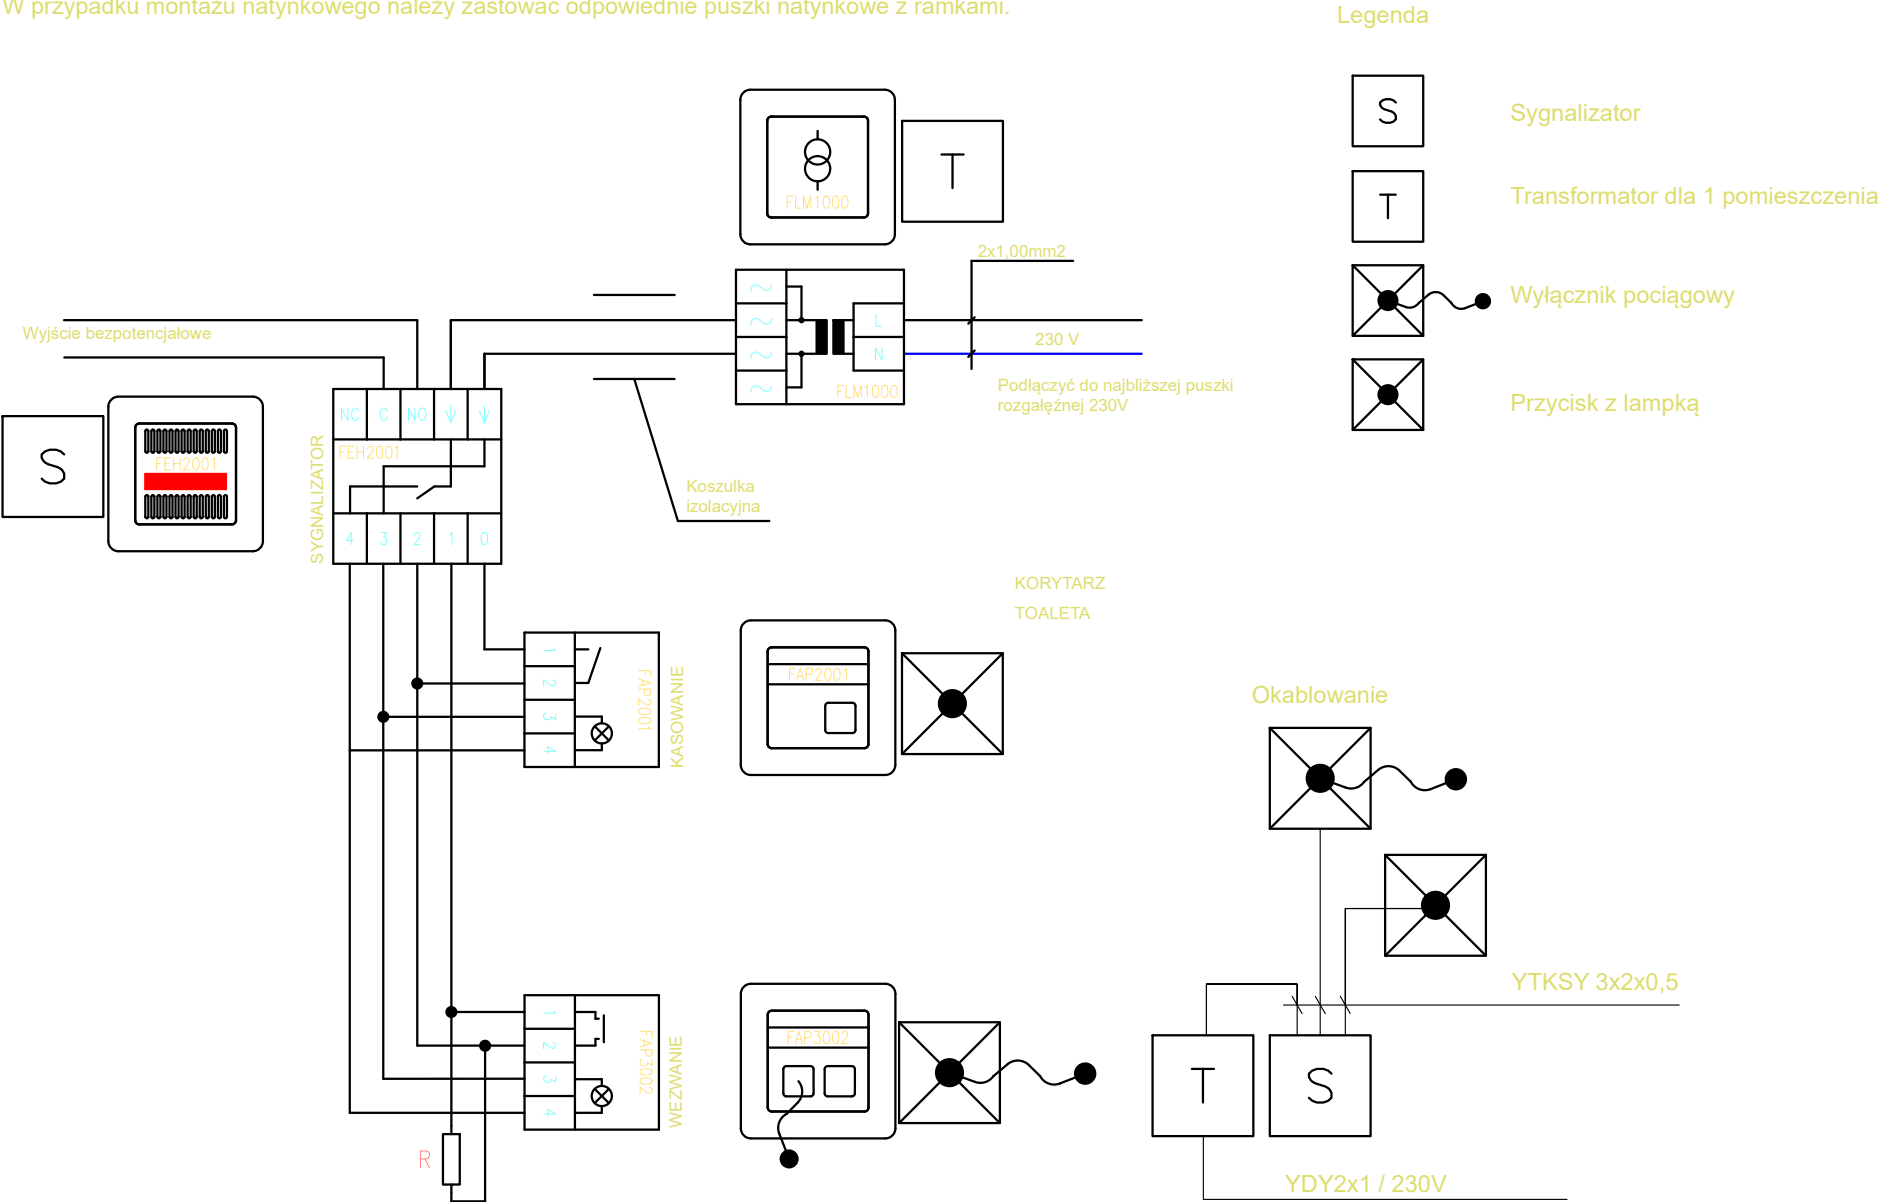 W przypadku montażu natynkowego należy zastować odpowiednie puszki natynkowe z ramkami.
Legenda
S
Sygnalizator
T
Transformator dla 1 pomieszczenia
Wyłącznik pociągowy
Przycisk z lampką
FLM1000
T
2x1,00mm2
L
N
230 V
FLM1000
Podłączyć do najbliższej puszki
rozgałęźnej 230V
Wyjście bezpotencjałowe
S
FEH2001
SYGNALIZATOR
NC C NO
FEH2001
4 3 2 1 0
Koszulka
izolacyjna
KORYTARZ
TOALETA
1
2
3
4
FAP2001
KASOWANIE
FAP2001
Okablowanie
1
2
3
4
FAP3002
WEZWANIE
R
FAP3002
YTKSY 3x2x0,5
T
S
YDY2x1 / 230V